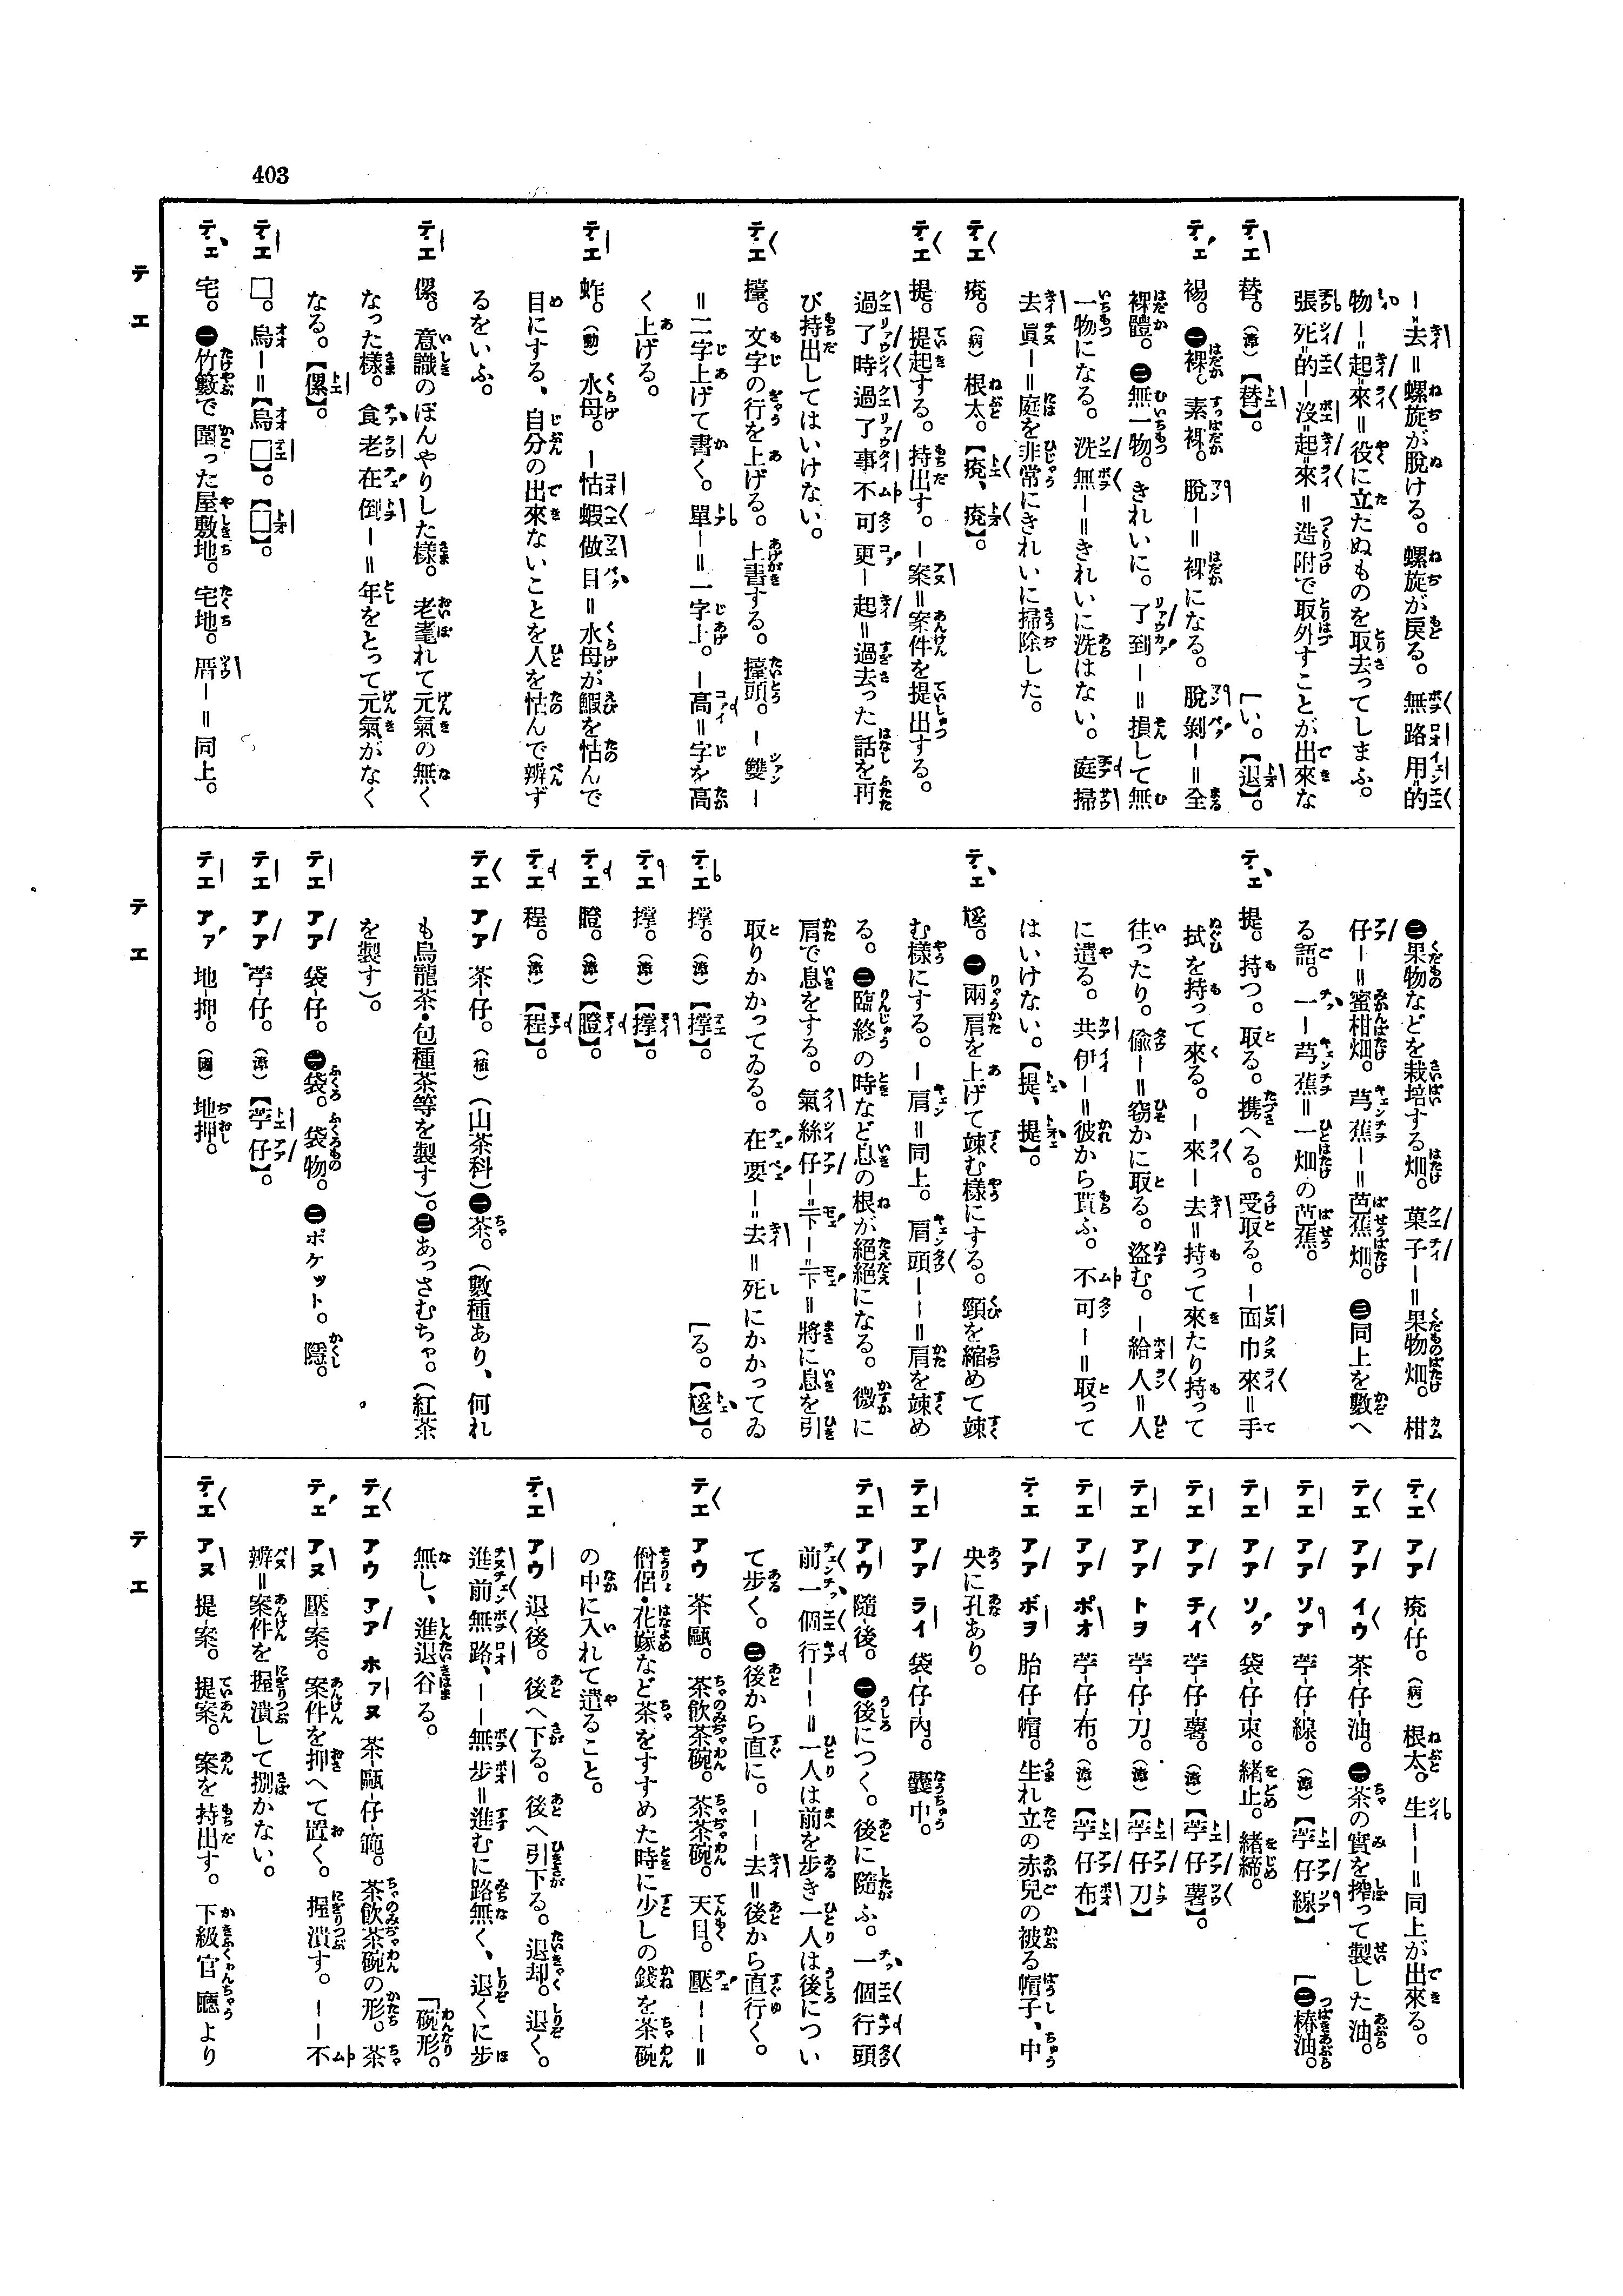 403
テエ
テエ
テエ
―去=螺旋が脫ける。螺旋が戾る。無路用的
物―起來=役に立たぬものを取去ってしまふ。
張死的―沒起來=造附で取外すことが出來な
テエ 替。(漳)【替】。 「い。【退】。
テエ 裼。㊀裸。素裸。脫―=裸になる。脫剝―=全
裸體。㊁無一物。きれいに。了到―=損して無
一物になる。洗無―=きれいに洗はない。庭掃
去眞―=庭を非常にきれいに掃除した。
テエ 㾯。(病)根太。【㾯、㾯】。
テエ 提。提起する。持出す。―案=案件を提出する。
過了時過了事不可更―起=過去った話を再
び持出してはいけない。
テエ 擡。文字の行を上げる。上書する。擡頭。―雙―
=二字上げて書く。單―=一字上。―高=字を高
く上げる。
テエ 蚱。(動)水母。―怙蝦做目=水母が鰕を怙んで
目にする、自分の出來ないことを人を怙んで辨ず
るをいふ。
テエ 儽。意識のぼんやりした樣。老耄れて元氣の無く
なった樣。食老在倒―=年をとって元氣がなく
なる。【儽】。
テエ □。烏―=【烏□】。【□】。
テエ 宅。㊀竹籔で圍った屋敷地。宅地。厝―=同上。
㊁果物などを栽培する畑。菓子―=果物畑。柑
仔―=蜜柑畑。芎蕉―=芭蕉畑。㊂同上を數へ
る語。一―芎蕉=一畑の芭蕉。
テエ 提。持つ。取る。携へる。受取る。―面巾來=手
拭を持って來る。―來―去=持って來たり持って
往ったり。偷―=窃かに取る。盜む。―給人=人
に遣る。共伊―=彼から貰ふ。不可―=取って
はいけない。【提、提】。
㊀兩肩を上げて竦む樣にする。頸を縮めて竦
む樣にする。―肩=同上。肩頭――=肩を竦め
る。㊁臨終の時など息の根が絕絕になる。微に
肩で息をする。氣絲仔―下―下=將に息を引
取りかかってゐる。在要―去=死にかかってゐ
「る。
テエ 撑。(漳)【撑】。
テエ 撑。(漳)【撑】。
テエ 瞪。(漳)【瞪】。
テエ 程。(漳)【程】。
テエ アア 茶-仔。(植)(山茶科)㊀茶。(數種あり、何れ
も烏龍茶・包種茶等を製す)。㊁あっさむちゃ。(紅茶
を製す)。
テエ アア 袋-仔。㊀袋。袋物。㊁ポケット。隱。
テエ アア 苧-仔。(漳)【苧仔】。
テエ アァ 地-押。(國)地押。
テエ アア 㾯-仔。(病)根太。生――=同上が出來る。
テエ アア イウ 茶-仔-油。㊀茶の實を搾って製した油。
テエ アア ソア 苧-仔-線。(漳)【苧仔線】 「㊁椿油。
テエ アア ソク 袋-仔-束。緒止。緖締。
テエ アア チイ 苧-仔-薯。(漳)【苧仔薯】。
テエ アア トヲ 苧-仔-刀。(漳)【苧仔刀】
テエ アア ポオ 苧-仔-布。(漳)【苧仔布】
テエ アア ボヲ 胎-仔-帽。生れ立の赤兒の被る帽子、中
央に孔あり。
テエ アア ライ 袋-仔-內。囊中。
テエ アウ 隨-後。㊀後につく。後に隨ふ。一個行頭
前一個行――=一人は前を步き一人は後につい
て步く。㊁後から直に。――去=後から直行く。
テエ アウ 茶-甌。茶飮茶碗。茶茶碗。天目。壓――=
僧侶・花嫁など茶をすすめた時に少しの錢を茶碗
の中に入れて遣ること。
テエ アウ 退-後。後へ下る。後へ引下る。退却。退く。
進前無路、――無步=進むに路無く、退くに步
無し、進退谷る。 「碗形。
テエ アウ アア ホァヌ 茶-甌-仔-範。茶飮茶碗の形。茶
テエ アヌ 壓-案。案件を押へて置く。握潰す。――不
辨=案件を握潰して捌かない。
テエ アヌ 提-案。提案。案を持出す。下級官廳より